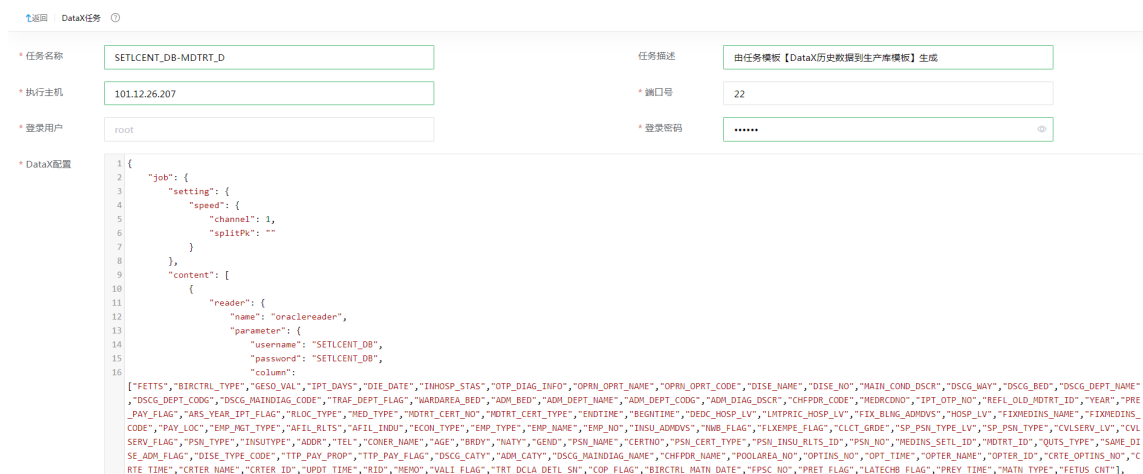 返回 DataX任务
* 任务名称 SETLCENT_DB-MDTRT_D 任务描述 由任务模板【DataX历史数据到生产库模板】生成
* 执行主机 101.12.26.207 * 端口号 22
* 登录用户 root * 登录密码 ••••••
* DataX配置
1 {
2 "job": {
3 "setting": {
4 "speed": {
5 "channel": 1,
6 "splitPk": ""
7 }
8 },
9 "content": [
10 {
11 "reader": {
12 "name": "oraclereader",
13 "parameter": {
14 "username": "SETLCENT_DB",
15 "password": "SETLCENT_DB",
16 "column":
["FETTS","BIRCTRL_TYPE","GESO_VAL","IPT_DAYS","DIE_DATE","INHOSP_STAS","OTP_DIAG_INFO","OPRN_OPRT_NAME","OPRN_OPRT_CODE","DISE_NAME","DISE_NO","MAIN_COND_DSCR","DSCG_WAY","DSCG_BED","DSCG_DEPT_NAME"
,"DSCG_DEPT_CODG","DSCG_MAINDIAG_CODE","TRAF_DEPT_FLAG","WARDAREA_BED","ADM_BED","ADM_DEPT_NAME","ADM_DEPT_CODG","ADM_DIAG_DSCR","CHFPDR_CODE","MEDRCDNO","IPT_OTP_NO","REFL_OLD_MDTRT_ID","YEAR","PRE
_PAY_FLAG","ARS_YEAR_IPT_FLAG","RLOC_TYPE","MED_TYPE","MDTRT_CERT_NO","MDTRT_CERT_TYPE","ENDTIME","BEGNTIME","DEDC_HOSP_LV","LMTPRIC_HOSP_LV","FIX_BLNG_ADMDVS","HOSP_LV","FIXMEDINS_NAME","FIXMEDINS_
CODE","PAY_LOC","EMP_MGT_TYPE","AFIL_RLTS","AFIL_INDU","ECON_TYPE","EMP_TYPE","EMP_NAME","EMP_NO","INSU_ADMDVS","NWB_FLAG","FLXEMPE_FLAG","CLCT_GRDE","SP_PSN_TYPE_LV","SP_PSN_TYPE","CVLSERV_LV","CVL
SERV_FLAG","PSN_TYPE","INSUTYPE","ADDR","TEL","CONER_NAME","AGE","BRDY","NATY","GEND","PSN_NAME","CERTNO","PSN_CERT_TYPE","PSN_INSU_RLTS_ID","PSN_NO","MEDINS_SETL_ID","MDTRT_ID","QUTS_TYPE","SAME_DI
SE_ADM_FLAG","DISE_TYPE_CODE","TTP_PAY_PROP","TTP_PAY_FLAG","DSCG_CATY","ADM_CATY","DSCG_MAINDIAG_NAME","CHFPDR_NAME","POOLAREA_NO","OPTINS_NO","OPT_TIME","OPTER_NAME","OPTER_ID","CRTE_OPTINS_NO","C
RTE_TIME","CRTER_NAME","CRTER_ID","UPDT_TIME","RID","MEMO","VALI_FLAG","TRT_DCLA_DETL_SN","COP_FLAG","BIRCTRL_MATN_DATE","FPSC_NO","PRET_FLAG","LATECHB_FLAG","PREY_TIME","MATN_TYPE","FETUS_CNT"],